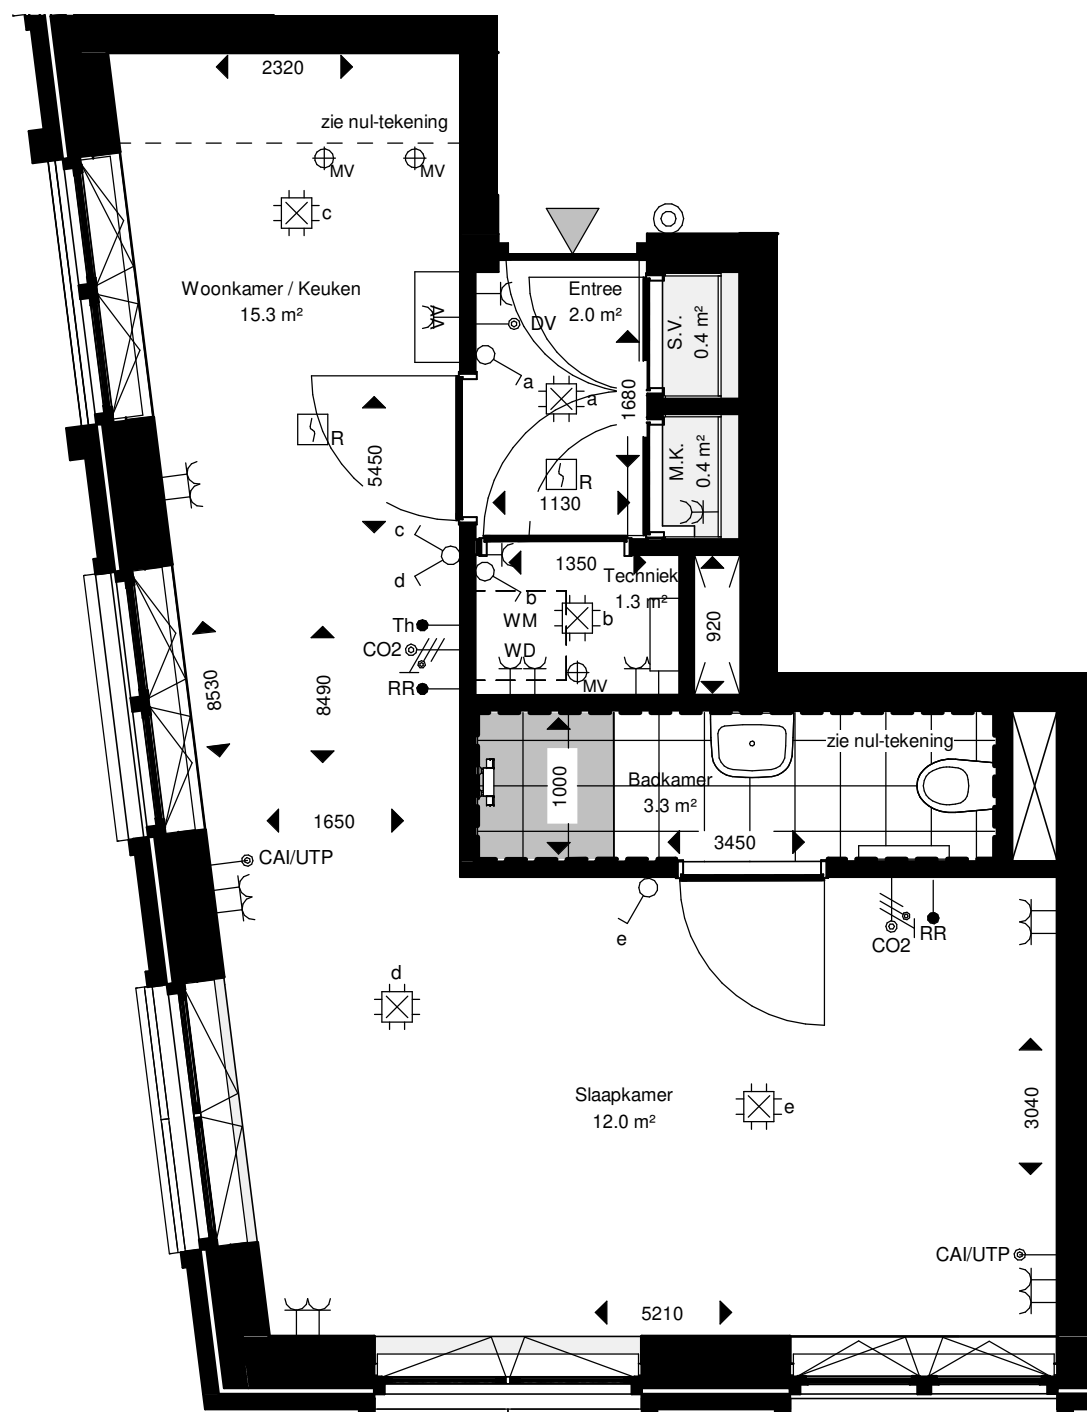 2320
zie nul-tekening
MV
MV
c
Woonkamer / Keuken
15.3 m²
Entree
2.0 m²
DV
S.V.
0.4 m²
a
a
1680
R
5450
R
M.K.
0.4 m²
1130
c
d
1350
Techniek
1.3 m²
b
b
WM
WD
920
Th
CO2
RR
MV
8530
8490
zie nul-tekening
1000
Badkamer
3.3 m²
1650
3450
CAI/UTP
e
CO2
RR
d
Slaapkamer
12.0 m²
e
3040
CAI/UTP
5210